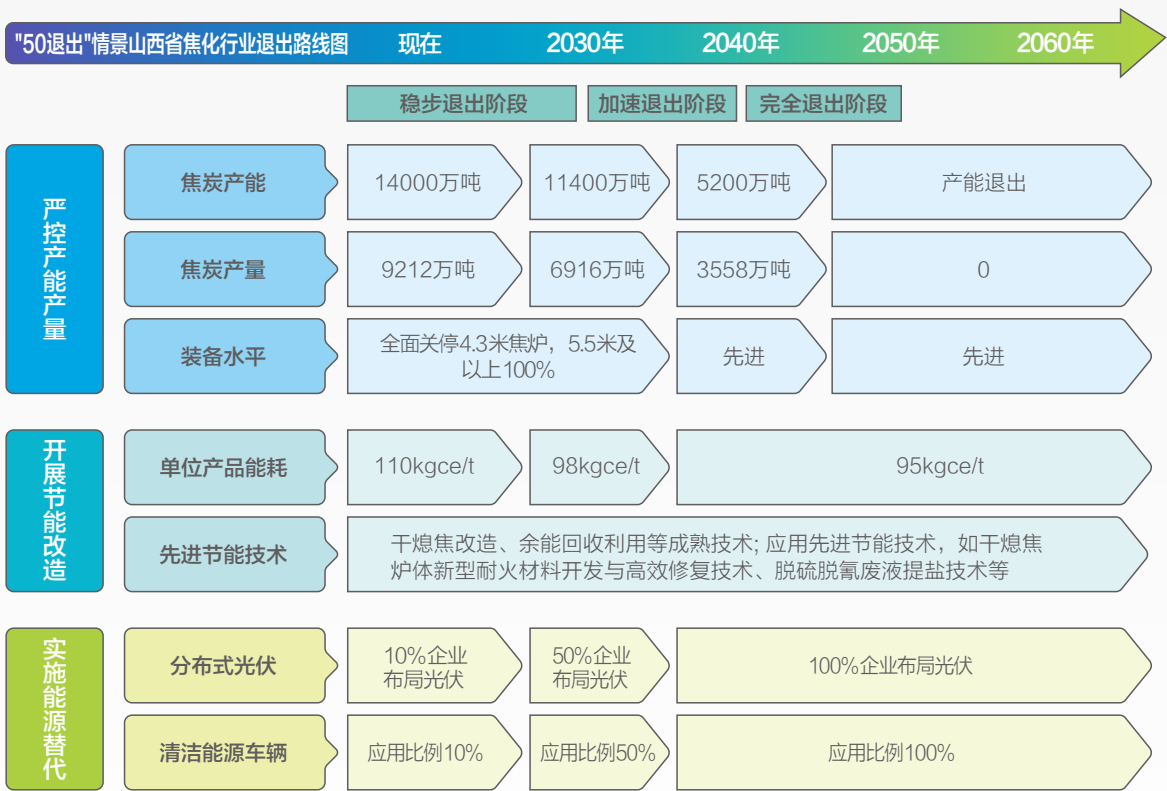 "50退出"情景山西省焦化行业退出路线图 现在 2030年 2040年 2050年 2060年
稳步退出阶段 加速退出阶段 完全退出阶段
严控产能产量
焦炭产能 14000万吨 11400万吨 5200万吨 产能退出
焦炭产量 9212万吨 6916万吨 3558万吨 0
装备水平 全面关停4.3米焦炉，5.5米及
以上100% 先进 先进
开展节能改造
单位产品能耗 110kgce/t 98kgce/t 95kgce/t
先进节能技术 干熄焦改造、余能回收利用等成熟技术; 应用先进节能技术，如干熄焦
炉体新型耐火材料开发与高效修复技术、脱硫脱氰废液提盐技术等
实施能源替代
分布式光伏 10%企业
布局光伏 50%企业
布局光伏 100%企业布局光伏
清洁能源车辆 应用比例10% 应用比例50% 应用比例100%